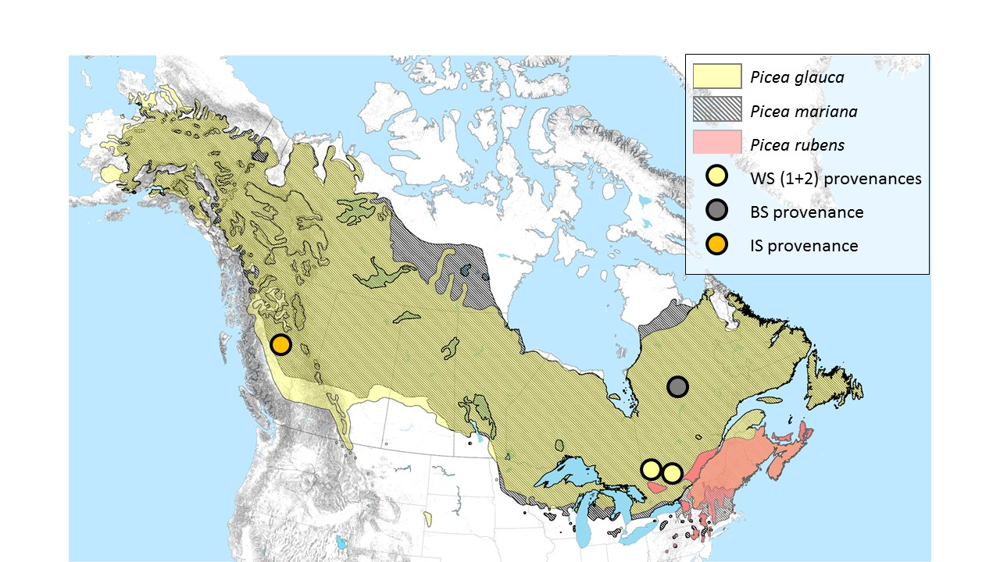 Picea glauca
Picea mariana
Picea rubens
WS (1+2) provenances
BS provenance
IS provenance